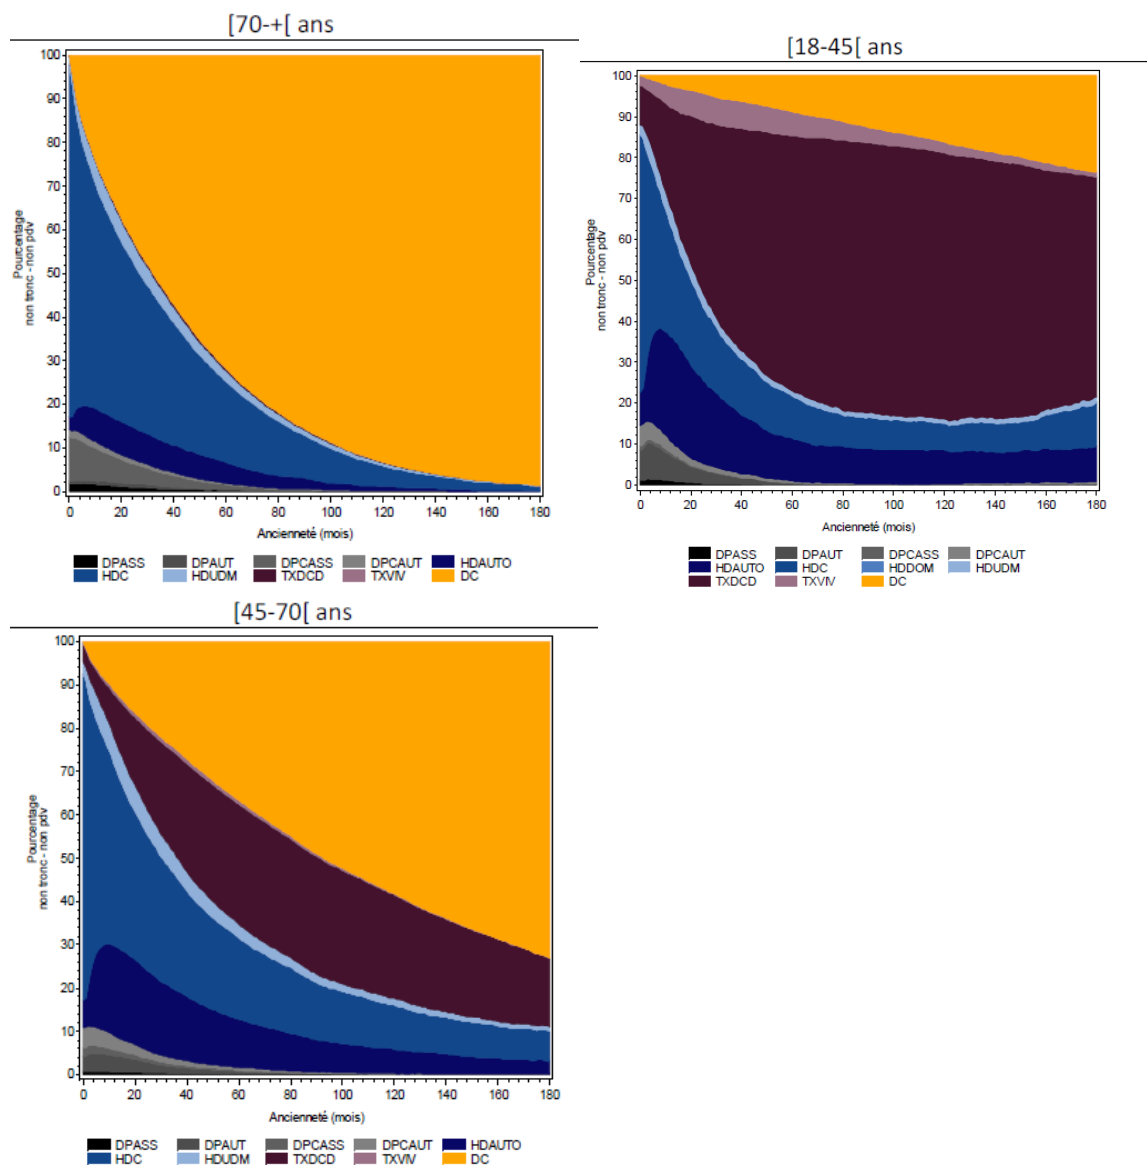 [70-+[ ans
100
90
80
70
60
50
40
30
20
10
0
Pourcentage
non tronc - non pdv
0 20 40 60 80 100 120 140 160 180
Ancienneté (mois)
DPASS DPAUT DPCASS DPCAUT HDAUTO
HDC HDUDM TXDCD TXVIV DC
[18-45[ ans
100
90
80
70
60
50
40
30
20
10
0
Pourcentage
non tronc - non pdv
0 20 40 60 80 100 120 140 160 180
Ancienneté (mois)
DPASS DPAUT DPCASS DPCAUT
HDAUTO HDC HDDOM HDUDM
TXDCD TXVIV DC
[45-70[ ans
100
90
80
70
60
50
40
30
20
10
0
Pourcentage
non tronc - non pdv
0 20 40 60 80 100 120 140 160 180
Ancienneté (mois)
DPASS DPAUT DPCASS DPCAUT HDAUTO
HDC HDUDM TXDCD TXVIV DC